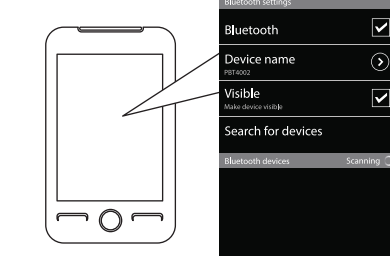 Bluetooth settings
Bluetooth
Device name
PBT4002
Visible
Make device visible
Search for devices
Bluetooth devices Scanning